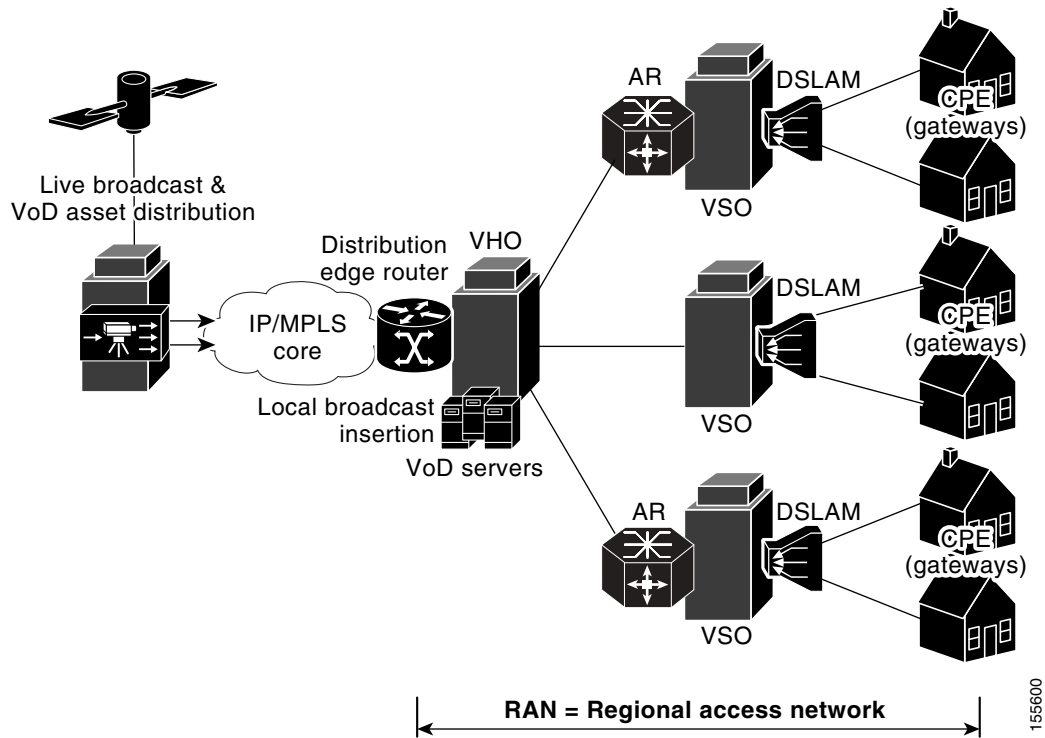 Live broadcast &
VoD asset distribution
IP/MPLS
core
Distribution
edge router
VHO
Local broadcast
insertion
VoD servers
AR
VSO
DSLAM
CPE
(gateways)
VSO
DSLAM
CPE
(gateways)
AR
VSO
DSLAM
CPE
(gateways)
RAN = Regional access network
155600